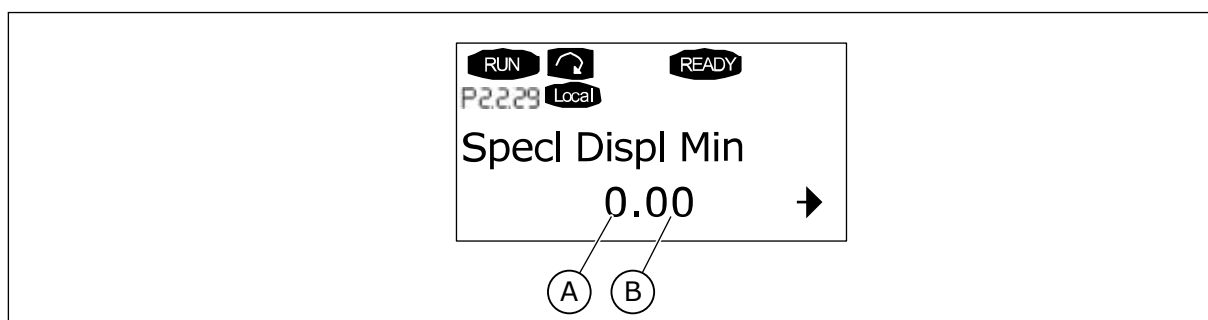 RUN READY
P2.2.29 Local
Specl Displ Min
0.00
A B